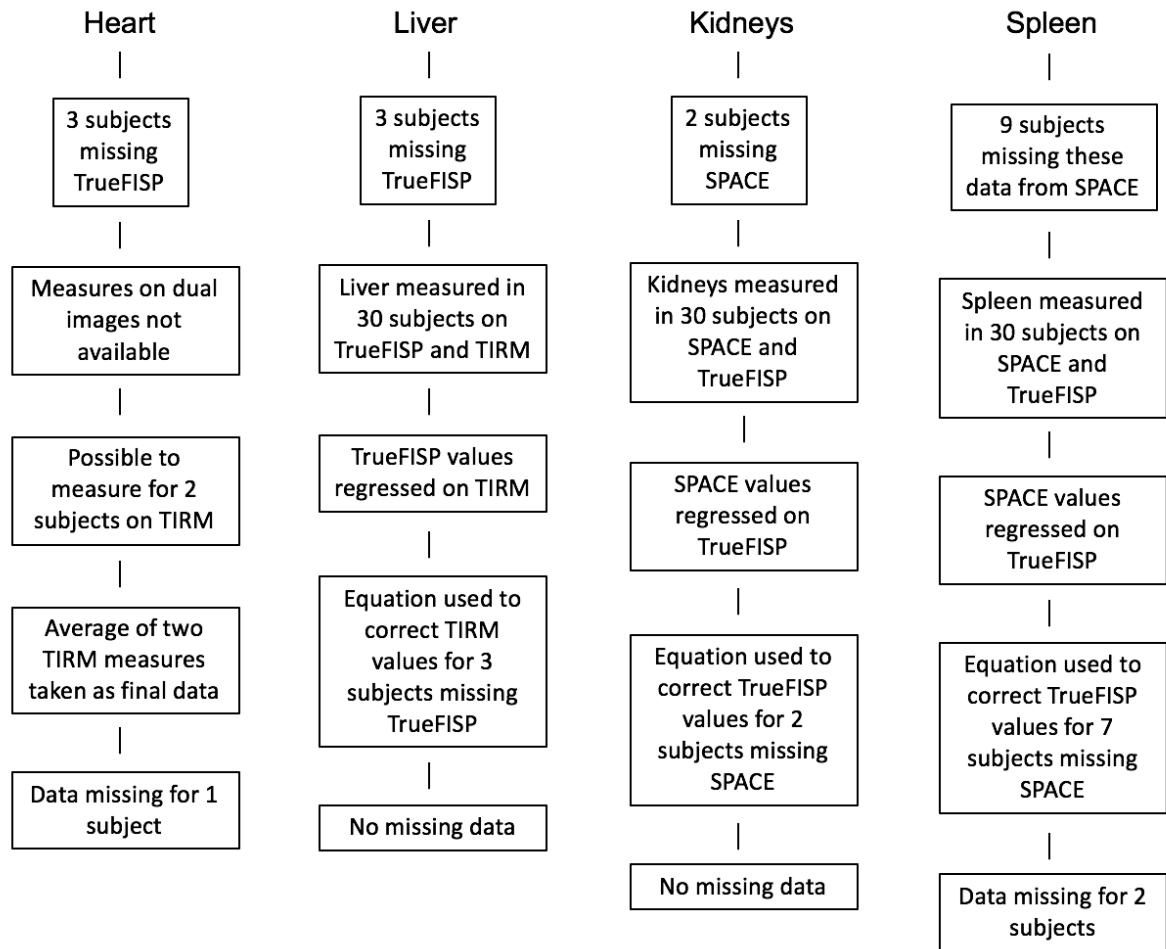 Heart
3 subjects
missing
TrueFISP
Measures on dual
images not
available
Possible to
measure for 2
subjects on TIRM
Average of two
TIRM measures
taken as final data
Data missing for 1
subject
Liver
3 subjects
missing
TrueFISP
Liver measured in
30 subjects on
TrueFISP and TIRM
TrueFISP values
regressed on TIRM
Equation used to
correct TIRM
values for 3
subjects missing
TrueFISP
No missing data
Kidneys
2 subjects
missing
SPACE
Kidneys measured
in 30 subjects on
SPACE and
TrueFISP
SPACE values
regressed on
TrueFISP
Equation used to
correct TrueFISP
values for 2
subjects missing
SPACE
No missing data
Spleen
9 subjects
missing these
data from SPACE
Spleen measured
in 30 subjects on
SPACE and
TrueFISP
SPACE values
regressed on
TrueFISP
Equation used to
correct TrueFISP
values for 7
subjects missing
SPACE
Data missing for 2
subjects